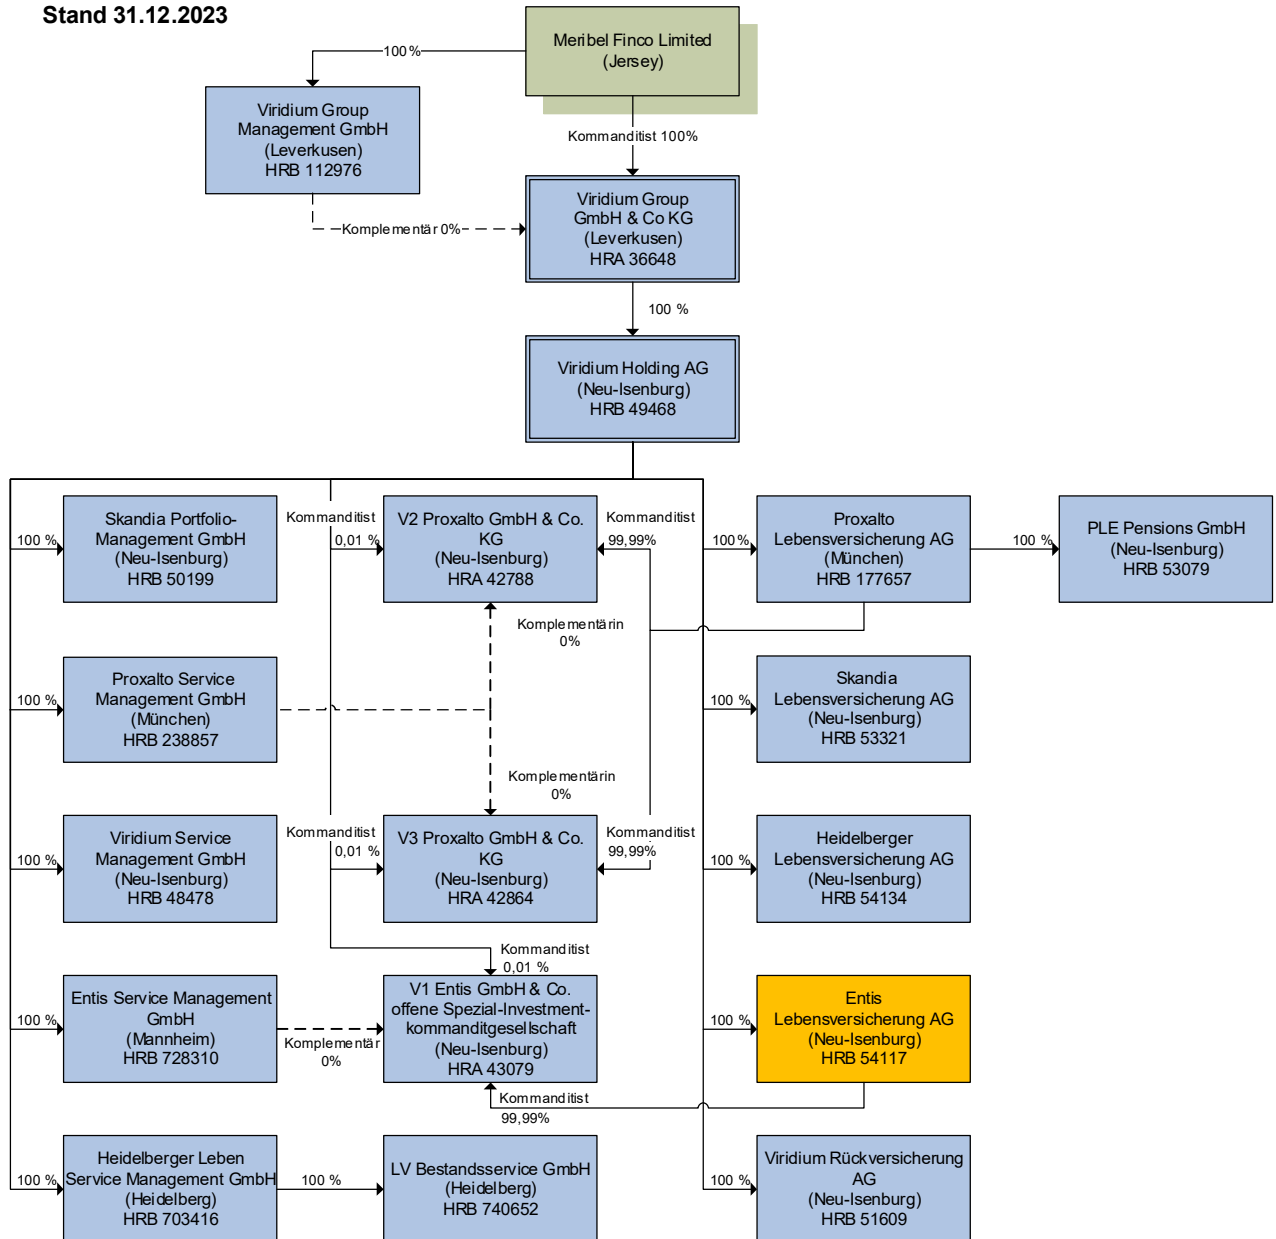 Stand 31.12.2023
Meribel Finco Limited
(Jersey)
100 %
Viridium Group
Management GmbH
(Leverkusen)
HRB 112976
Kommanditist 100%
Komplementär 0%
Viridium Group
GmbH & Co KG
(Leverkusen)
HRA 36648
100 %
Viridium Holding AG
(Neu-Isenburg)
HRB 49468
100 %
Skandia Portfolio-
Management GmbH
(Neu-Isenburg)
HRB 50199
Kommanditist
0,01 %
V2 Proxalto GmbH & Co.
KG
(Neu-Isenburg)
HRA 42788
Kommanditist
99,99%
100 %
Proxalto
Lebensversicherung AG
(München)
HRB 177657
100 %
PLE Pensions GmbH
(Neu-Isenburg)
HRB 53079
Komplementärin
0%
100 %
Proxalto Service
Management GmbH
(München)
HRB 238857
100 %
Skandia
Lebensversicherung AG
(Neu-Isenburg)
HRB 53321
Komplementärin
0%
100 %
Viridium Service
Management GmbH
(Neu-Isenburg)
HRB 48478
Kommanditist
0,01 %
V3 Proxalto GmbH & Co.
KG
(Neu-Isenburg)
HRA 42864
Kommanditist
99,99%
100 %
Heidelberger
Lebensversicherung AG
(Neu-Isenburg)
HRB 54134
Kommanditist
0,01 %
100 %
Entis Service Management
GmbH
(Mannheim)
HRB 728310
Komplementär
0%
V1 Entis GmbH & Co.
offene Spezial-Investment-
kommanditgesellschaft
(Neu-Isenburg)
HRA 43079
100 %
Entis
Lebensversicherung AG
(Neu-Isenburg)
HRB 54117
Kommanditist
99,99%
100 %
Heidelberger Leben
Service Management GmbH
(Heidelberg)
HRB 703416
100 %
LV Bestandsservice GmbH
(Heidelberg)
HRB 740652
100 %
Viridium Rückversicherung
AG
(Neu-Isenburg)
HRB 51609